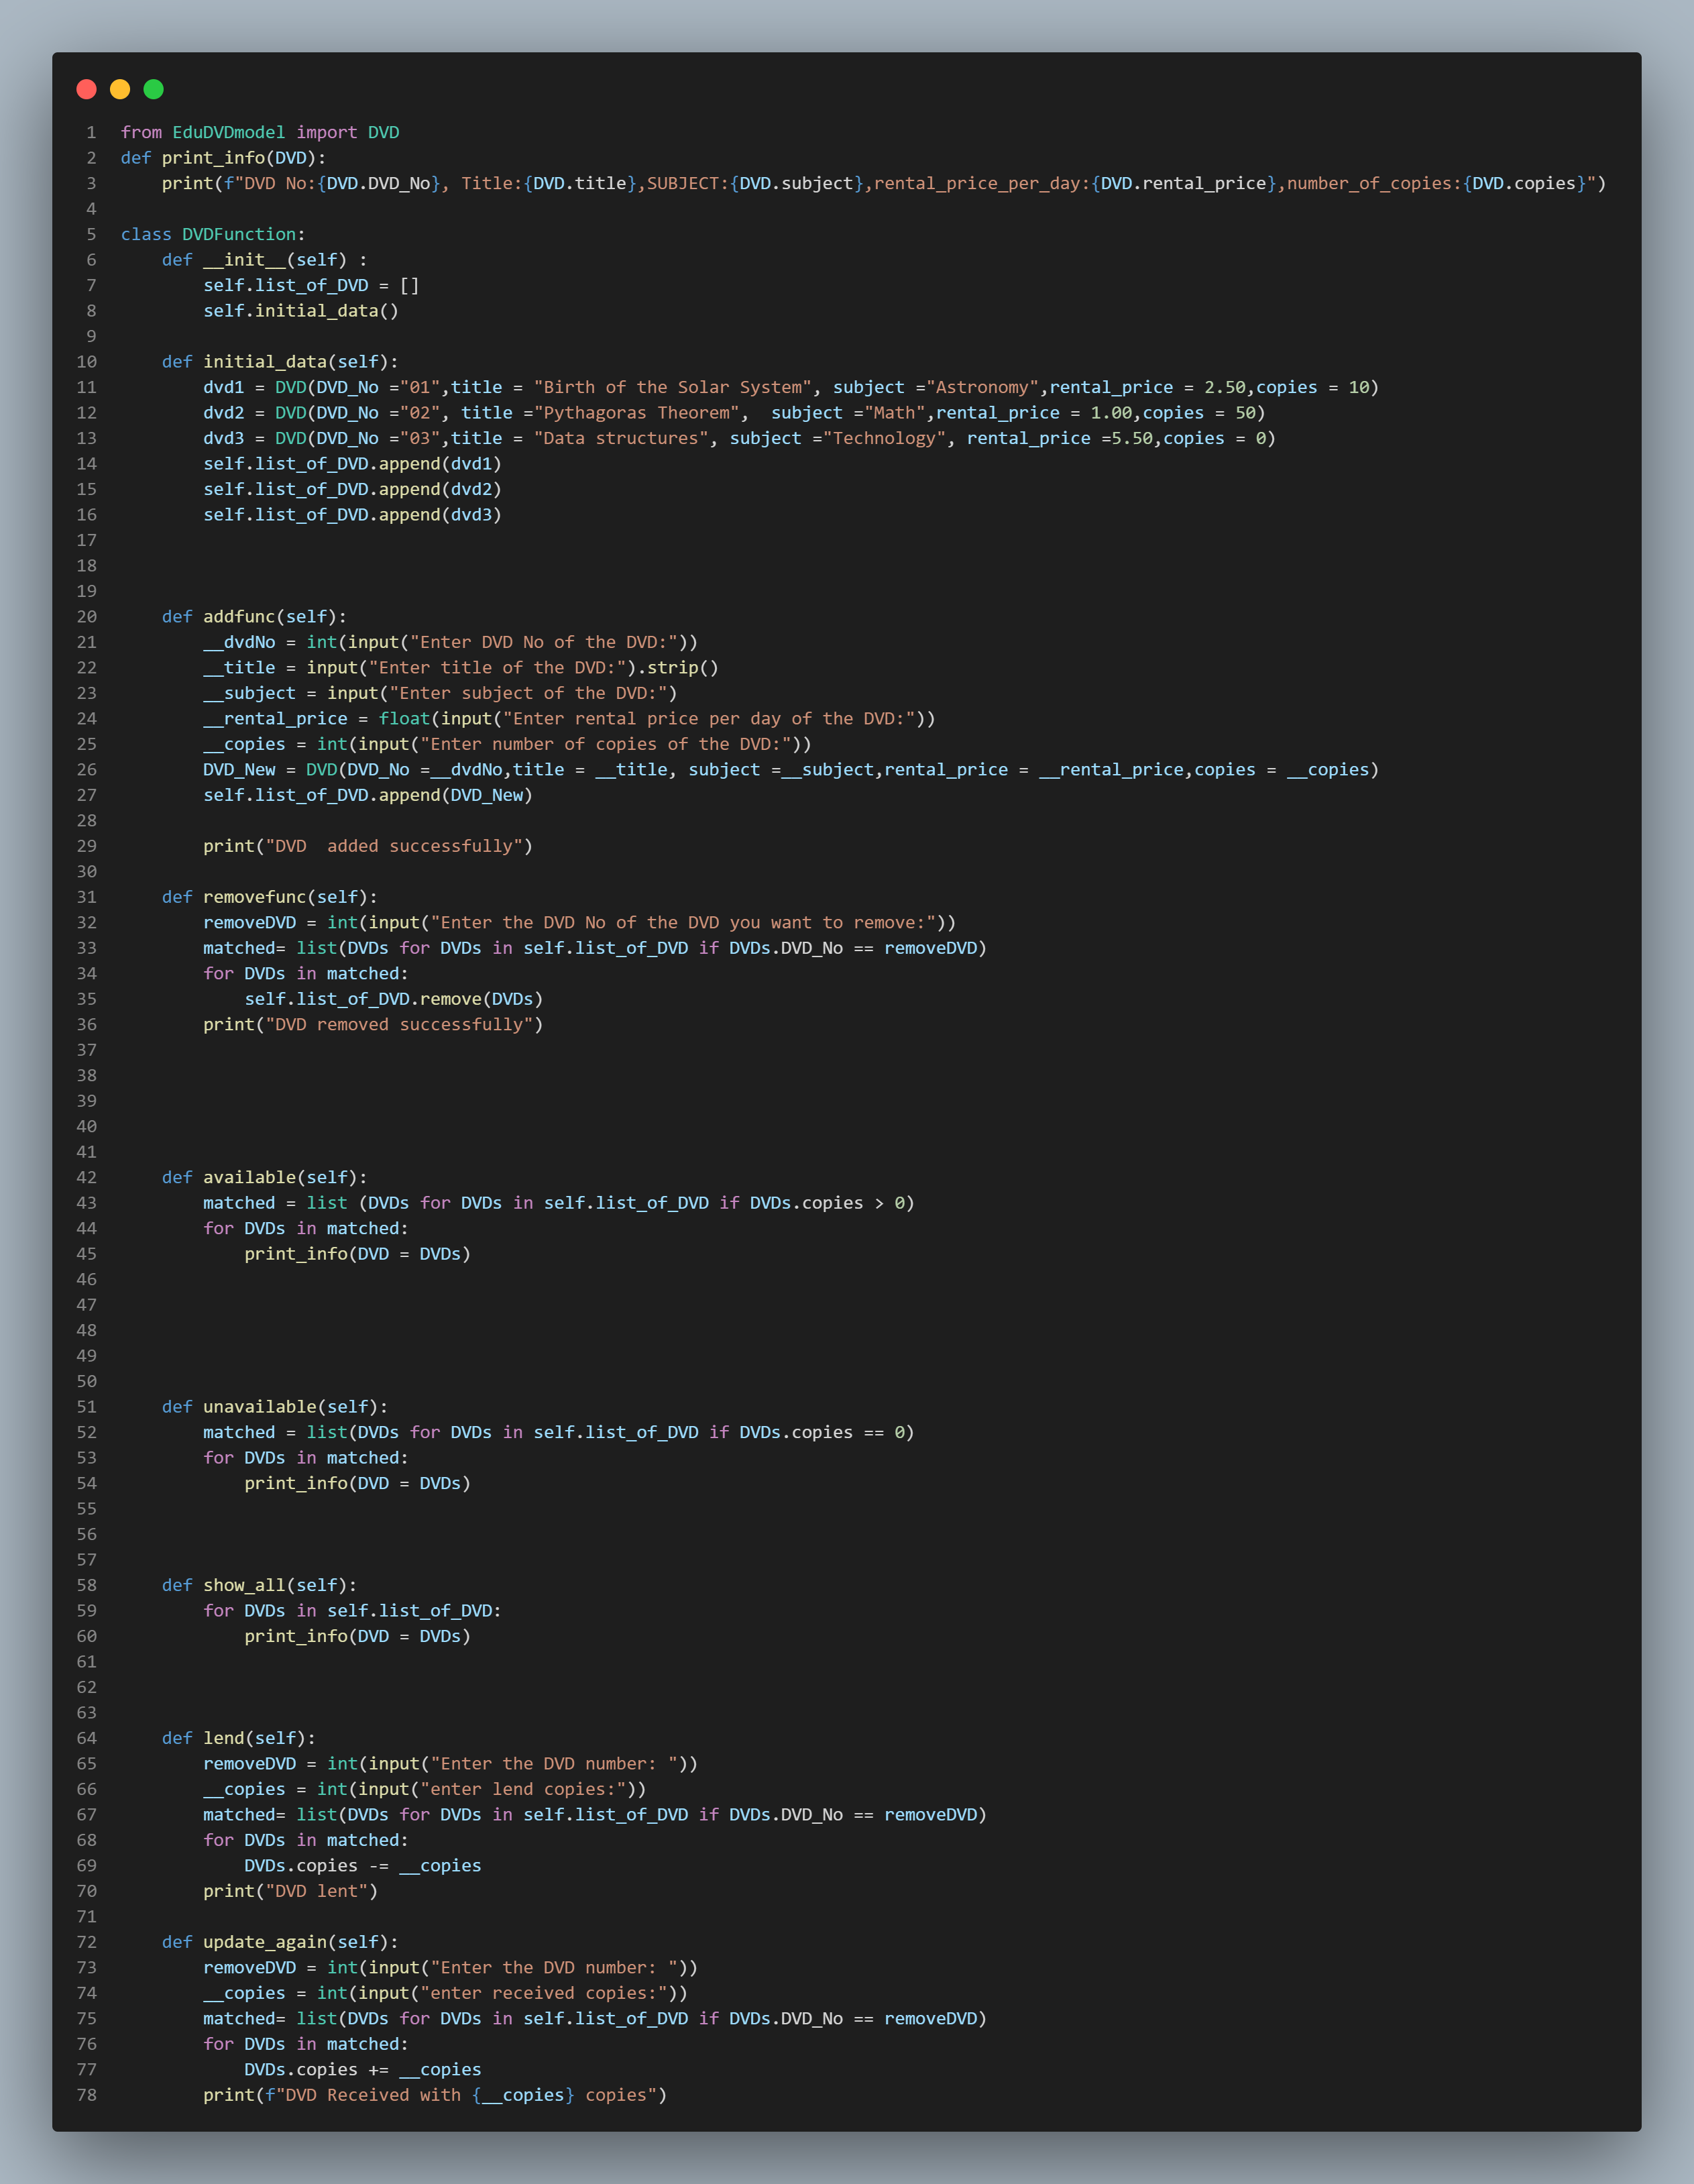 1 from EduDVDmodel import DVD
2 def print_info(DVD):
3     print(f"DVD No:{DVD.DVD_No}, Title:{DVD.title},SUBJECT:{DVD.subject},rental_price_per_day:{DVD.rental_price},number_of_copies:{DVD.copies}")
4
5 class DVDFunction:
6     def __init__(self) :
7         self.list_of_DVD = []
8         self.initial_data()
9
10     def initial_data(self):
11         dvd1 = DVD(DVD_No ="01",title = "Birth of the Solar System", subject ="Astronomy",rental_price = 2.50,copies = 10)
12         dvd2 = DVD(DVD_No ="02", title ="Pythagoras Theorem",  subject ="Math",rental_price = 1.00,copies = 50)
13         dvd3 = DVD(DVD_No ="03",title = "Data structures", subject ="Technology", rental_price =5.50,copies = 0)
14         self.list_of_DVD.append(dvd1)
15         self.list_of_DVD.append(dvd2)
16         self.list_of_DVD.append(dvd3)
17
18
19
20     def addfunc(self):
21         __dvdNo = int(input("Enter DVD No of the DVD:"))
22         __title = input("Enter title of the DVD:").strip()
23         __subject = input("Enter subject of the DVD:")
24         __rental_price = float(input("Enter rental price per day of the DVD:"))
25         __copies = int(input("Enter number of copies of the DVD:"))
26         DVD_New = DVD(DVD_No =__dvdNo,title = __title, subject =__subject,rental_price = __rental_price,copies = __copies)
27         self.list_of_DVD.append(DVD_New)
28
29         print("DVD  added successfully")
30
31     def removefunc(self):
32         removeDVD = int(input("Enter the DVD No of the DVD you want to remove:"))
33         matched= list(DVDs for DVDs in self.list_of_DVD if DVDs.DVD_No == removeDVD)
34         for DVDs in matched:
35             self.list_of_DVD.remove(DVDs)
36         print("DVD removed successfully")
37
38
39
40
41
42     def available(self):
43         matched = list (DVDs for DVDs in self.list_of_DVD if DVDs.copies > 0)
44         for DVDs in matched:
45             print_info(DVD = DVDs)
46
47
48
49
50
51     def unavailable(self):
52         matched = list(DVDs for DVDs in self.list_of_DVD if DVDs.copies == 0)
53         for DVDs in matched:
54             print_info(DVD = DVDs)
55
56
57
58     def show_all(self):
59         for DVDs in self.list_of_DVD:
60             print_info(DVD = DVDs)
61
62
63
64     def lend(self):
65         removeDVD = int(input("Enter the DVD number: "))
66         __copies = int(input("enter lend copies:"))
67         matched= list(DVDs for DVDs in self.list_of_DVD if DVDs.DVD_No == removeDVD)
68         for DVDs in matched:
69             DVDs.copies -= __copies
70         print("DVD lent")
71
72     def update_again(self):
73         removeDVD = int(input("Enter the DVD number: "))
74         __copies = int(input("enter received copies:"))
75         matched= list(DVDs for DVDs in self.list_of_DVD if DVDs.DVD_No == removeDVD)
76         for DVDs in matched:
77             DVDs.copies += __copies
78         print(f"DVD Received with {__copies} copies")